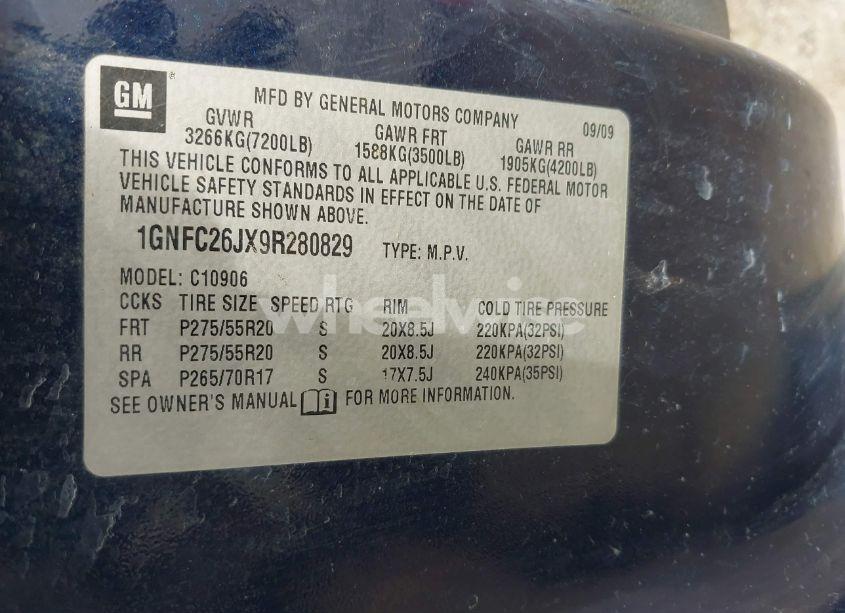 GM
MFD BY GENERAL MOTORS COMPANY 09/09
GVWR GAWR FRT GAWR RR
3266KG(7200LB) 1588KG(3500LB) 1905KG(4200LB)
THIS VEHICLE CONFORMS TO ALL APPLICABLE U.S. FEDERAL MOTOR
VEHICLE SAFETY STANDARDS IN EFFECT ON THE DATE OF
MANUFACTURE SHOWN ABOVE.
1GNFC26JX9R280829 TYPE: M.P.V.
MODEL: C10906
CCKS TIRE SIZE SPEED RTG RIM COLD TIRE PRESSURE
FRT P275/55R20 S 20X8.5J 220KPA(32PSI)
RR P275/55R20 S 20X8.5J 220KPA(32PSI)
SPA P265/70R17 S 17X7.5J 240KPA(35PSI)
SEE OWNER'S MANUAL i FOR MORE INFORMATION.